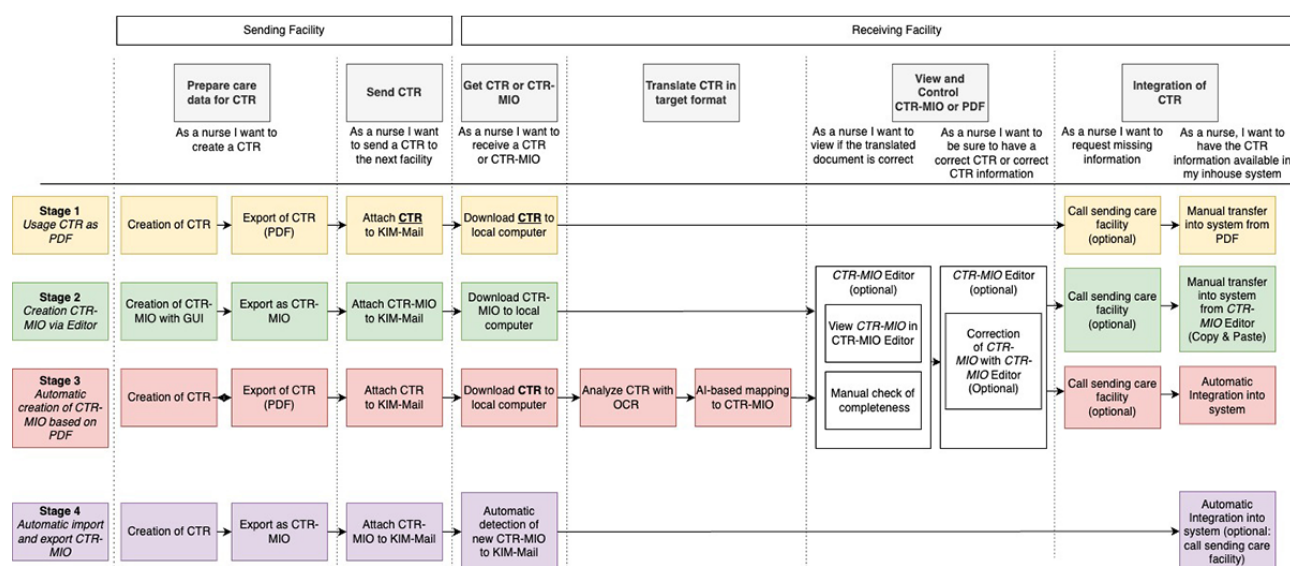 Sending Facility
Receiving Facility
Prepare care
data for CTR
Send CTR
Get CTR or CTR-
MIO
Translate CTR in
target format
View and
Control
CTR-MIO or PDF
Integration of
CTR
As a nurse I want to
create a CTR
As a nurse I want
to send a CTR to
the next facility
As a nurse I want to
receive a CTR
or CTR-MIO
As a nurse I want to
view if the translated
document is correct
As a nurse I want to
be sure to have a
correct CTR or correct
CTR information
As a nurse I want to
request missing
information
As a nurse, I want to
have the CTR
information available in
my inhouse system
Stage 1
Usage CTR as
PDF
Creation of CTR
Export of CTR
(PDF)
Attach CTR
to KIM-Mail
Download CTR to
local computer
Call sending care
facility
(optional)
Manual transfer
into system from
PDF
Stage 2
Creation CTR-
MIO via Editor
Creation of CTR-
MIO with GUI
Export as CTR-
MIO
Attach CTR-MIO
to KIM-Mail
Download CTR-
MIO to local
computer
CTR-MIO Editor
(optional)
View CTR-MIO in
CTR-MIO Editor
Manual check of
completeness
CTR-MIO Editor
(optional)
Correction
of CTR-
MIO with CTR-
MIO Editor
(Optional)
Call sending care
facility
(optional)
Manual transfer
into system
from CTR-
MIO Editor
(Copy & Paste)
Stage 3
Automatic
creation of CTR-
MIO based on
PDF
Creation of CTR
Export of CTR
(PDF)
Attach CTR
to KIM-Mail
Download CTR to
local computer
Analyze CTR with
OCR
AI-based mapping
to CTR-MIO
Call sending care
facility
(optional)
Automatic
Integration into
system
Stage 4
Automatic import
and export CTR-
MIO
Creation of CTR
Export as CTR-
MIO
Attach CTR-
MIO to KIM-Mail
Automatic
detection of
new CTR-MIO
to KIM-Mail
Automatic
Integration into
system (optional:
call sending care
facility)